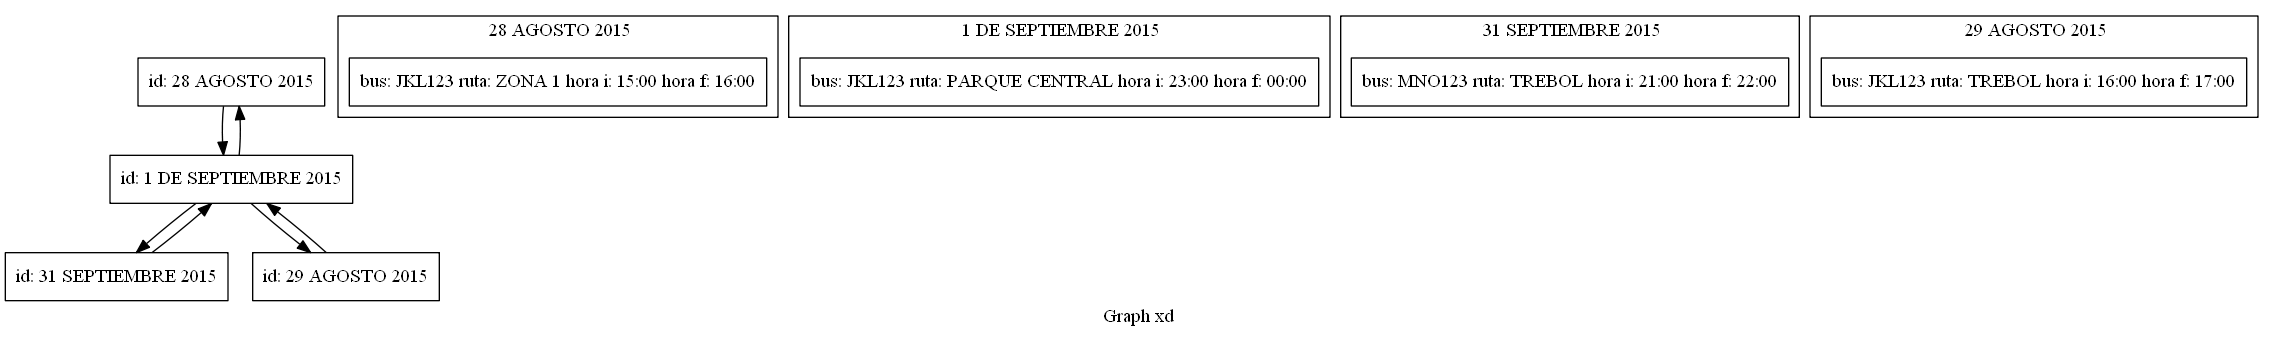 28 AGOSTO 2015
1 DE SEPTIEMBRE 2015
31 SEPTIEMBRE 2015
29 AGOSTO 2015
id: 28 AGOSTO 2015
bus: JKL123 ruta: ZONA 1 hora i: 15:00 hora f: 16:00
bus: JKL123 ruta: PARQUE CENTRAL hora i: 23:00 hora f: 00:00
bus: MNO123 ruta: TREBOL hora i: 21:00 hora f: 22:00
bus: JKL123 ruta: TREBOL hora i: 16:00 hora f: 17:00
id: 1 DE SEPTIEMBRE 2015
id: 31 SEPTIEMBRE 2015
id: 29 AGOSTO 2015
Graph xd